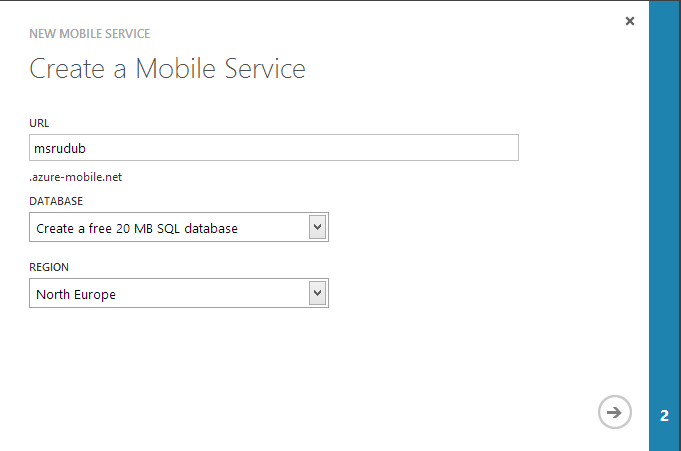 NEW MOBILE SERVICE
Create a Mobile Service
URL
msrudub
.azure-mobile.net
DATABASE
Create a free 20 MB SQL database
REGION
North Europe
2